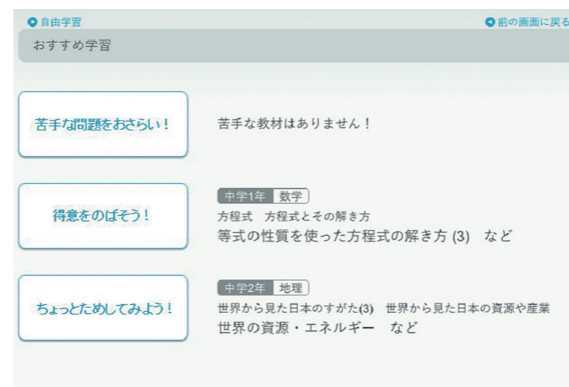 自由学習
前の画面に戻る
おすすめ学習
苦手な問題をおさらい！
苦手な教材はありません！
得意をのばそう！
中学1年 数学
方程式 方程式とその解き方
等式の性質を使った方程式の解き方 (3) など
ちょっとためしてみよう！
中学2年 地理
世界から見た日本のすがた(3) 世界から見た日本の資源や産業
世界の資源・エネルギー など